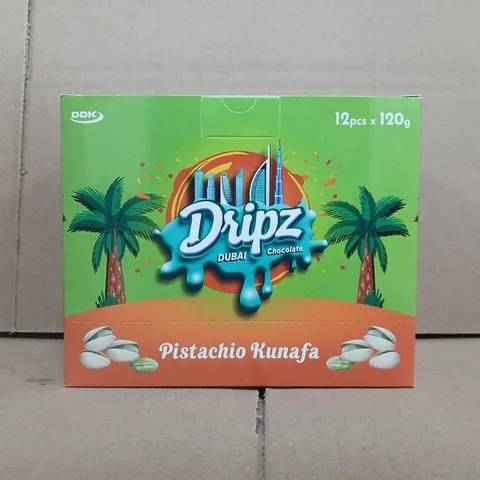 DDK
12pcs x 120g
Dripz
DUBAI Chocolate
Pistachio Kunafa